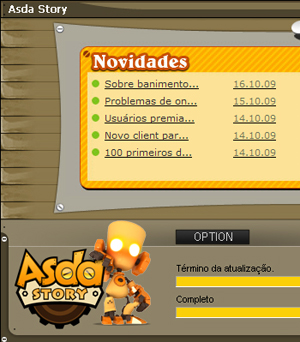 Asda Story
Novidades
Sobre banimento... 16.10.09
Problemas de on... 15.10.09
Usuários premia... 14.10.09
Novo client par... 14.10.09
100 primeiros d... 14.10.09
OPTION
Término da atualização.
Completo
Asda
STORY